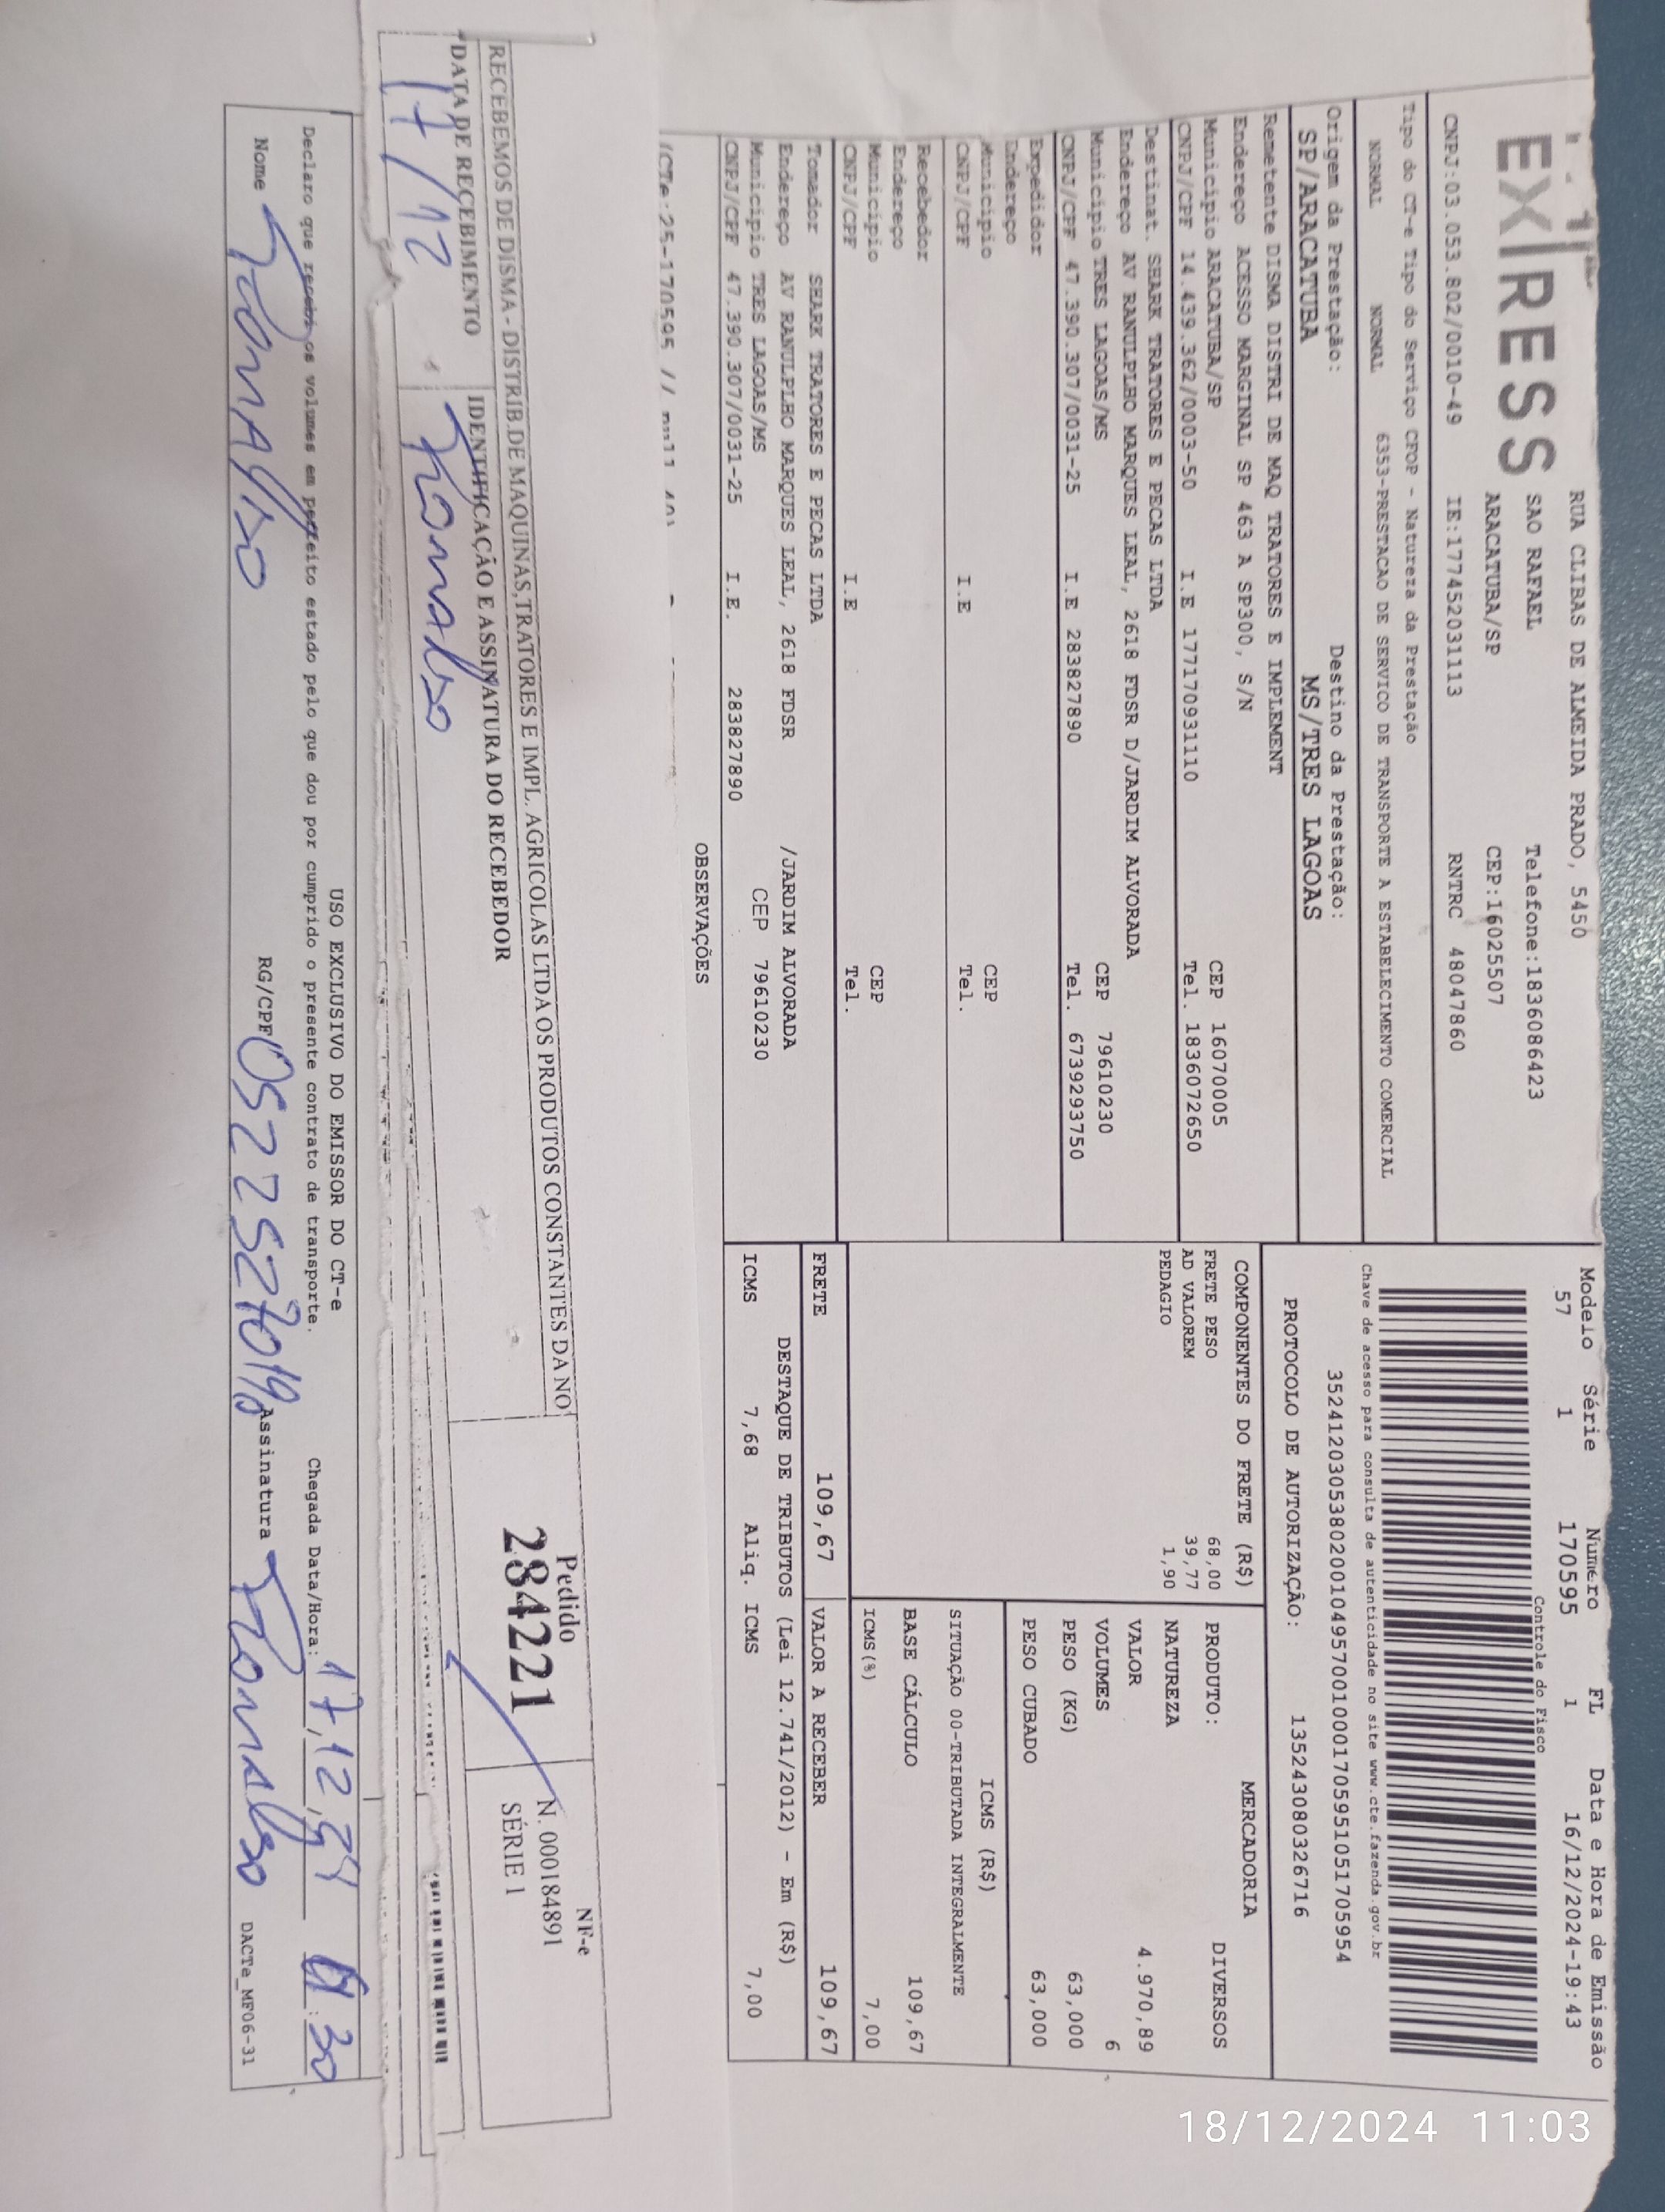 EXPRESS
RUA CLIBAS DE ALMEIDA PRADO, 5450
SAO RAFAEL Telefone:1836086423
ARACATUBA/SP CEP:16025507
CNPJ:03.053.802/0010-49 IE:177452031113 RNTRC 48047860
Modelo Série Numero FL Data e Hora de Emissão
57 1 170595 1 16/12/2024-19:43
Controle do Fisco
Tipo do CT-e Tipo do Serviço CFOP - Natureza da Prestação
NORMAL NORMAL 6353-PRESTACAO DE SERVICO DE TRANSPORTE A ESTABELECIMENTO COMERCIAL
Chave de acesso para consulta de autenticidade no site www.cte.fazenda.gov.br
35241203053802001049570010001705951051705954
Origem da Prestação: Destino da Prestação:
SP/ARACATUBA MS/TRES LAGOAS
PROTOCOLO DE AUTORIZAÇÃO: 135243080326716
Remetente DISMA DISTRI DE MAQ TRATORES E IMPLEMENT
Endereço ACESSO MARGINAL SP 463 A SP300, S/N
Municipio ARACATUBA/SP CEP 16070005
CNPJ/CPF 14.439.362/0003-50 I.E 177170931110 Tel. 1836072650
Destinat. SHARK TRATORES E PECAS LTDA
Endereço AV RANULPLHO MARQUES LEAL, 2618 FDSR D/JARDIM ALVORADA
Municipio TRES LAGOAS/MS CEP 79610230
CNPJ/CPF 47.390.307/0031-25 I.E 283827890 Tel. 6739293750
Expedidor
Endereço
Municipio CEP
CNPJ/CPF I.E Tel.
Recebedor
Endereço
Municipio CEP
CNPJ/CPF I.E Tel.
Tomador SHARK TRATORES E PECAS LTDA
Endereço AV RANULPLHO MARQUES LEAL, 2618 FDSR /JARDIM ALVORADA
Municipio TRES LAGOAS/MS CEP 79610230
CNPJ/CPF 47.390.307/0031-25 I.E. 283827890
COMPONENTES DO FRETE (R$)
FRETE PESO 68,00
AD VALOREM 39,77
PEDAGIO 1,90
MERCADORIA
PRODUTO: DIVERSOS
NATUREZA
VALOR 4.970,89
VOLUMES 6
PESO (KG) 63,000
PESO CUBADO 63,000
ICMS (R$)
SITUAÇÃO 00-TRIBUTADA INTEGRALMENTE
BASE CÁLCULO 109,67
ICMS(%) 7,00
FRETE 109,67 VALOR A RECEBER 109,67
DESTAQUE DE TRIBUTOS (Lei 12.741/2012) - Em (R$)
ICMS 7,68 Aliq. ICMS 7,00
OBSERVAÇÕES
(CTe:25-170595 //
RECEBEMOS DE DISMA - DISTRIB.DE MAQUINAS,TRATORES E IMPL. AGRICOLAS LTDA OS PRODUTOS CONSTANTES DA NO
DATA DE RECEBIMENTO IDENTIFICAÇÃO E ASSINATURA DO RECEBEDOR
17/12 Ronaldo
Pedido
284221
NF-e
N. 000184891
SÉRIE 1
USO EXCLUSIVO DO EMISSOR DO CT-e
Declaro que recebi os volumes em perfeito estado pelo que dou por cumprido o presente contrato de transporte. Chegada Data/Hora: 17,12,24 :30
Nome Ronaldo RG/CPF Assinatura Ronaldo
DACTe_MF06-31
18/12/2024 11:03